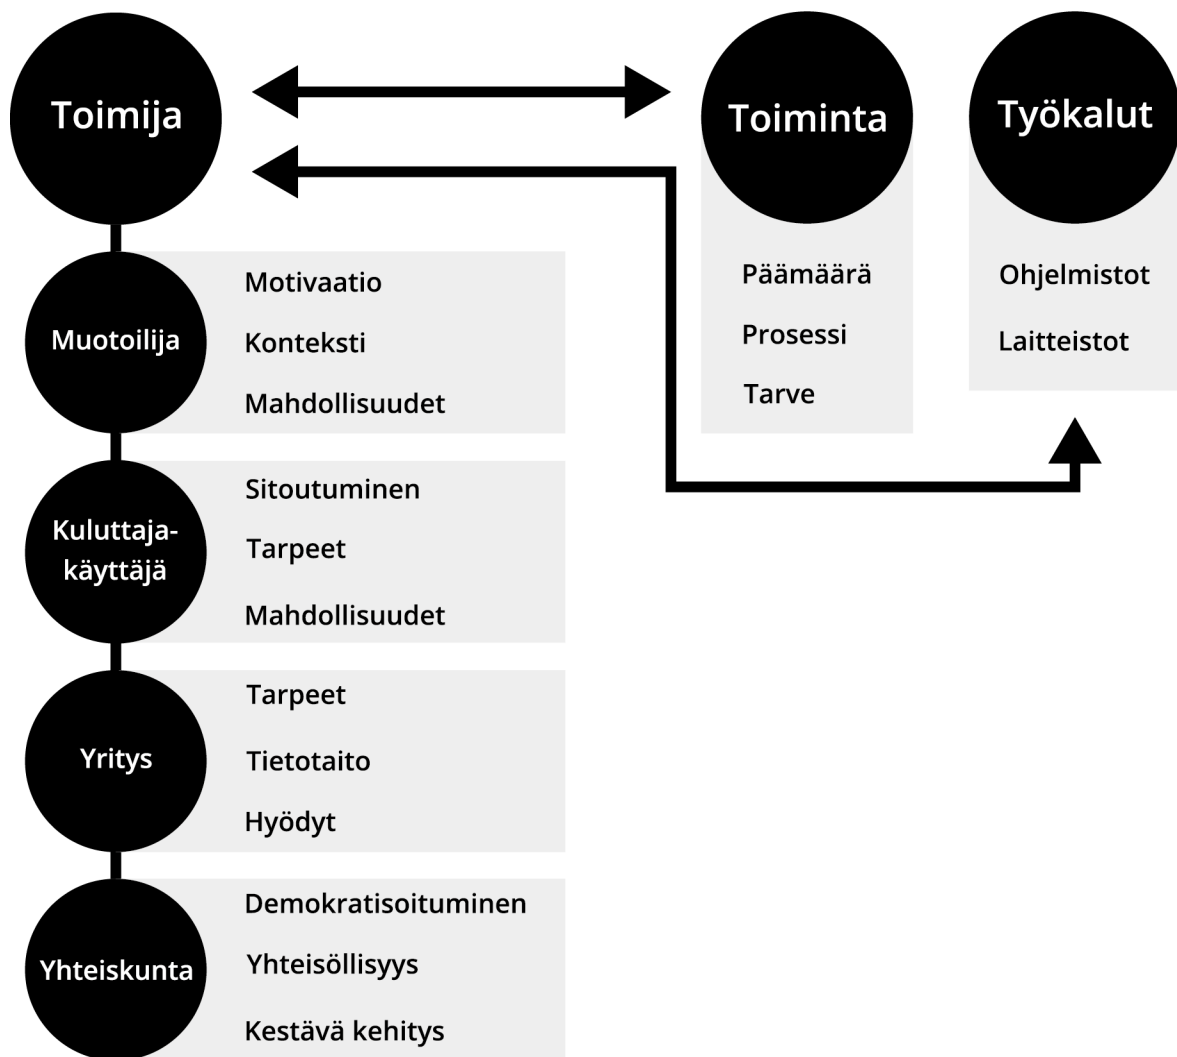 Toimija
Toiminta
Työkalut
Päämäärä
Prosessi
Tarve
Ohjelmistot
Laitteistot
Muotoilija
Motivaatio
Konteksti
Mahdollisuudet
Kuluttaja-
käyttäjä
Sitoutuminen
Tarpeet
Mahdollisuudet
Yritys
Tarpeet
Tietotaito
Hyödyt
Yhteiskunta
Demokratisoituminen
Yhteisöllisyys
Kestävä kehitys